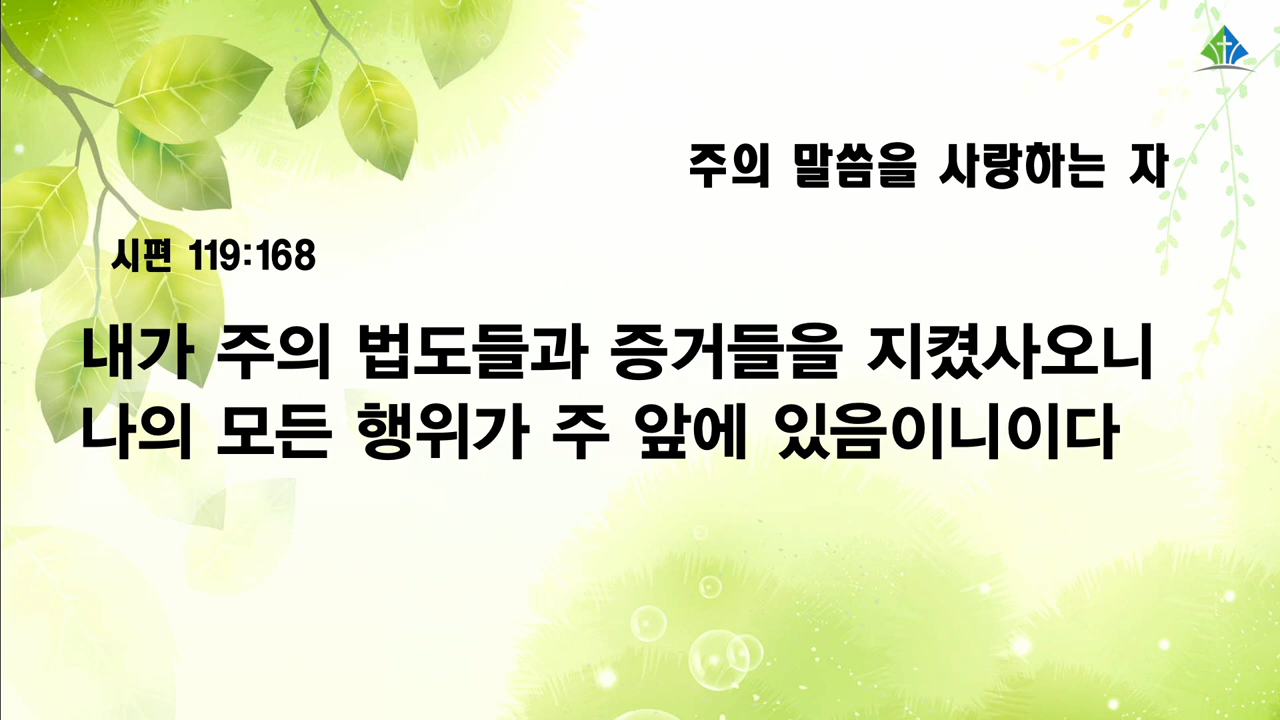 주의 말씀을 사랑하는 자
시편 119:168
내가 주의 법도들과 증거들을 지켰사오니
나의 모든 행위가 주 앞에 있음이니이다